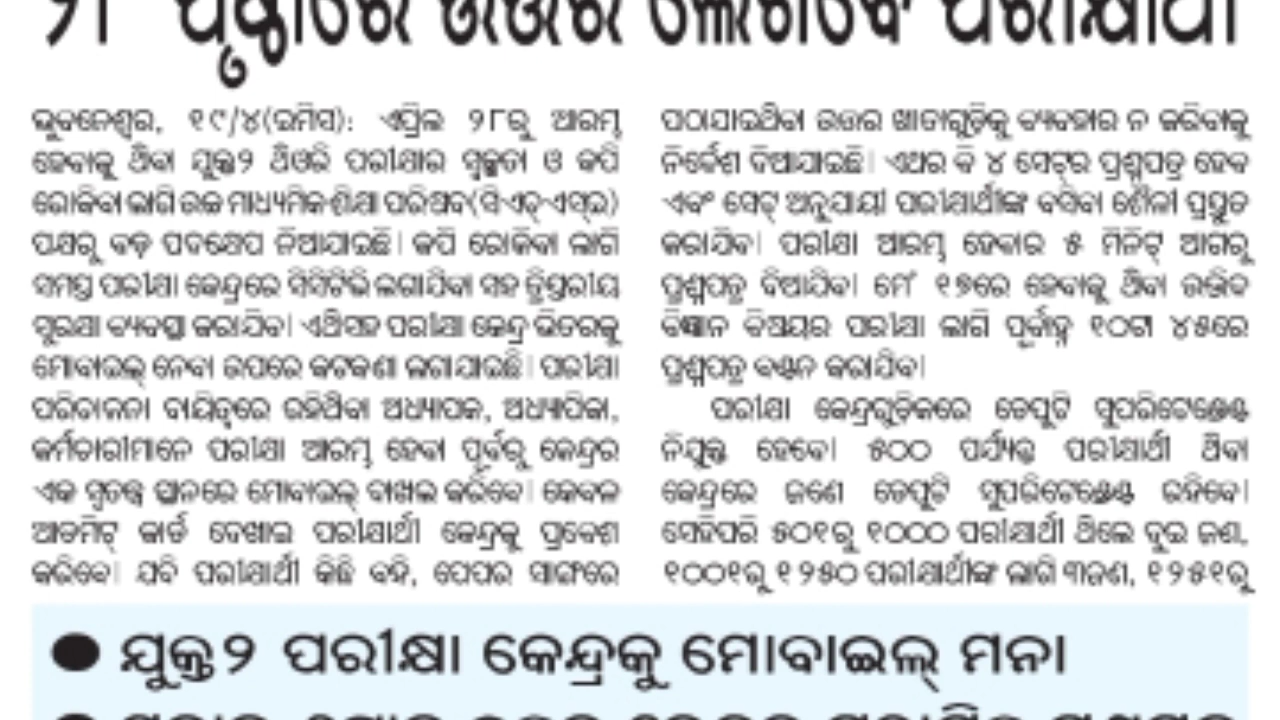 ୨୮ ପୃଷ୍ଠାରେ ଉତ୍ତର ଲେଖିବେ ପରୀକ୍ଷାର୍ଥୀ
ଭୁବନେଶ୍ୱର, ୧୯/୪(ଇମିସ): ଏପ୍ରିଲ ୨୮ରୁ ଆରମ୍ଭ
ହେବାକୁ ଥିବା ଯୁକ୍ତ୨ ଥିଓରି ପରୀକ୍ଷାର ସ୍ୱଚ୍ଛତା ଓ କପି
ରୋକିବା ଲାଗି ଉଚ୍ଚ ମାଧ୍ୟମିକ ଶିକ୍ଷା ପରିଷଦ(ସିଏଚ୍‌ଏସ୍‌ଇ)
ପକ୍ଷରୁ ବଡ଼ ପଦକ୍ଷେପ ନିଆଯାଇଛି। କପି ରୋକିବା ଲାଗି
ସମସ୍ତ ପରୀକ୍ଷା କେନ୍ଦ୍ରରେ ସିସିଟିଭି ଲଗାଯିବା ସହ ତ୍ରିସ୍ତରୀୟ
ସୁରକ୍ଷା ବ୍ୟବସ୍ଥା କରାଯିବ। ଏଥିସହ ପରୀକ୍ଷା କେନ୍ଦ୍ର ଭିତରକୁ
ମୋବାଇଲ୍ ନେବା ଉପରେ କଟକଣା ଲଗାଯାଇଛି। ପରୀକ୍ଷା
ପରିଚାଳନା ଦାୟିତ୍ୱରେ ରହିଥିବା ଅଧ୍ୟାପକ, ଅଧ୍ୟାପିକା,
କର୍ମଚାରୀମାନେ ପରୀକ୍ଷା ଆରମ୍ଭ ହେବା ପୂର୍ବରୁ କେନ୍ଦ୍ରର
ଏକ ସ୍ୱତନ୍ତ୍ର ସ୍ଥାନରେ ମୋବାଇଲ୍ ଦାଖଲ କରିବେ। କେବଳ
ଆଡମିଟ୍ କାର୍ଡ ଦେଖାଇ ପରୀକ୍ଷାର୍ଥୀ କେନ୍ଦ୍ରକୁ ପ୍ରବେଶ
କରିବେ। ଯଦି ପରୀକ୍ଷାର୍ଥୀ କିଛି ବହି, ପେପର ସାଙ୍ଗରେ
ପଠାଯାଇଥିବା ଉତ୍ତର ଖାତାଗୁଡ଼ିକୁ ବ୍ୟବହାର ନ କରିବାକୁ
ନିର୍ଦ୍ଦେଶ ଦିଆଯାଇଛି। ଏଥର ବି ୪ ସେଟ୍‌ର ପ୍ରଶ୍ନପତ୍ର ହେବ
ଏବଂ ସେଟ୍ ଅନୁଯାୟୀ ପରୀକ୍ଷାର୍ଥୀଙ୍କ ବସିବା ଶୈଳୀ ପ୍ରସ୍ତୁତ
କରାଯିବ। ପରୀକ୍ଷା ଆରମ୍ଭ ହେବାର ୫ ମିନିଟ୍ ଆଗରୁ
ପ୍ରଶ୍ନପତ୍ର ଦିଆଯିବ। ମେ ୧୭ରେ ହେବାକୁ ଥିବା ଉଦ୍ଭିଦ
ବିଜ୍ଞାନ ବିଷୟର ପରୀକ୍ଷା ଲାଗି ପୂର୍ବାହ୍ନ ୧୦ଟା ୪୫ରେ
ପ୍ରଶ୍ନପତ୍ର ବଣ୍ଟନ କରାଯିବ।
ପରୀକ୍ଷା କେନ୍ଦ୍ରଗୁଡ଼ିକରେ ଡେପୁଟି ସୁପରିଟେଣ୍ଡେଣ୍ଟ
ନିଯୁକ୍ତ ହେବେ। ୫୦୦ ପର୍ଯ୍ୟନ୍ତ ପରୀକ୍ଷାର୍ଥୀ ଥିବା
କେନ୍ଦ୍ରରେ ଜଣେ ଡେପୁଟି ସୁପରିଟେଣ୍ଡେଣ୍ଟ ରହିବେ।
ସେହିପରି ୫୦୧ରୁ ୧୦୦୦ ପରୀକ୍ଷାର୍ଥୀ ଥିଲେ ଦୁଇ ଜଣ,
୧୦୦୧ରୁ ୧୨୫୦ ପରୀକ୍ଷାର୍ଥୀଙ୍କ ଲାଗି ୩ଜଣ, ୧୨୫୧ରୁ
● ଯୁକ୍ତ୨ ପରୀକ୍ଷା କେନ୍ଦ୍ରକୁ ମୋବାଇଲ୍ ମନା